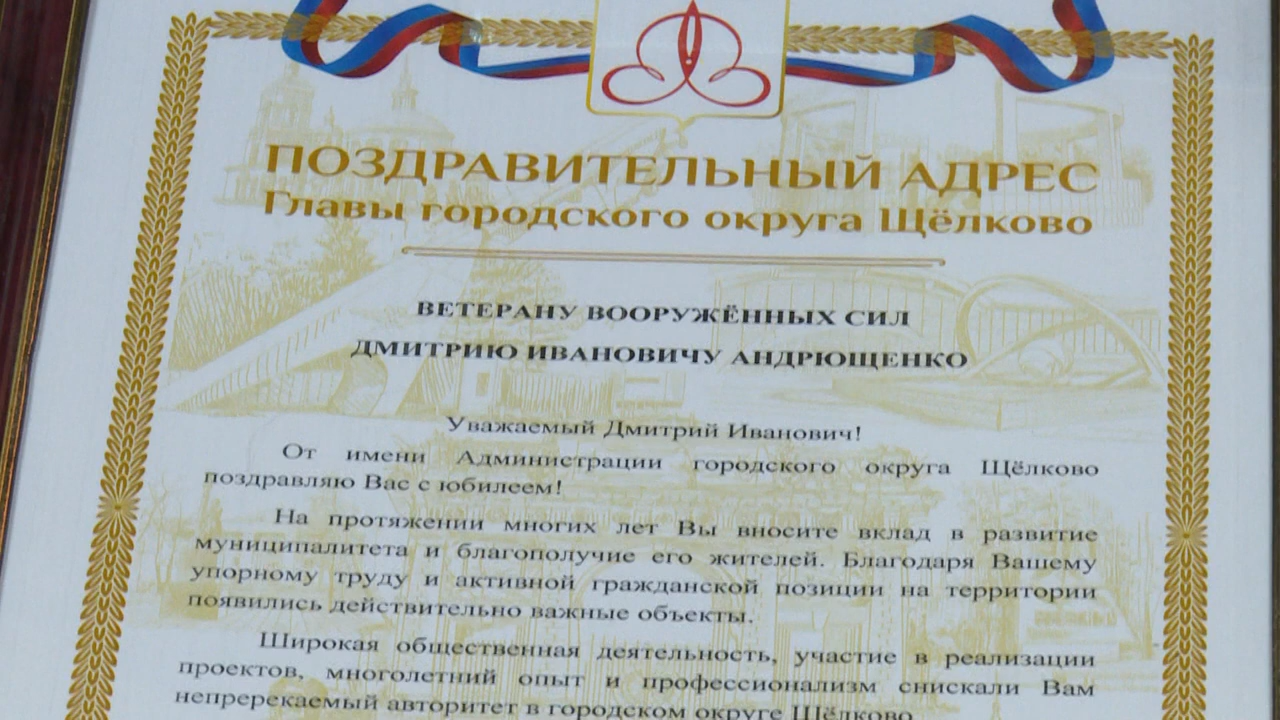 ПОЗДРАВИТЕЛЬНЫЙ АДРЕС
Главы городского округа Щёлково
ВЕТЕРАНУ ВООРУЖЁННЫХ СИЛ
ДМИТРИЮ ИВАНОВИЧУ АНДРЮЩЕНКО
Уважаемый Дмитрий Иванович!
От имени Администрации городского округа Щёлково
поздравляю Вас с юбилеем!
На протяжении многих лет Вы вносите вклад в развитие
муниципалитета и благополучие его жителей. Благодаря Вашему
упорному труду и активной гражданской позиции на территории
появились действительно важные объекты.
Широкая общественная деятельность, участие в реализации
проектов, многолетний опыт и профессионализм снискали Вам
непререкаемый авторитет в городском округе Щёлково.